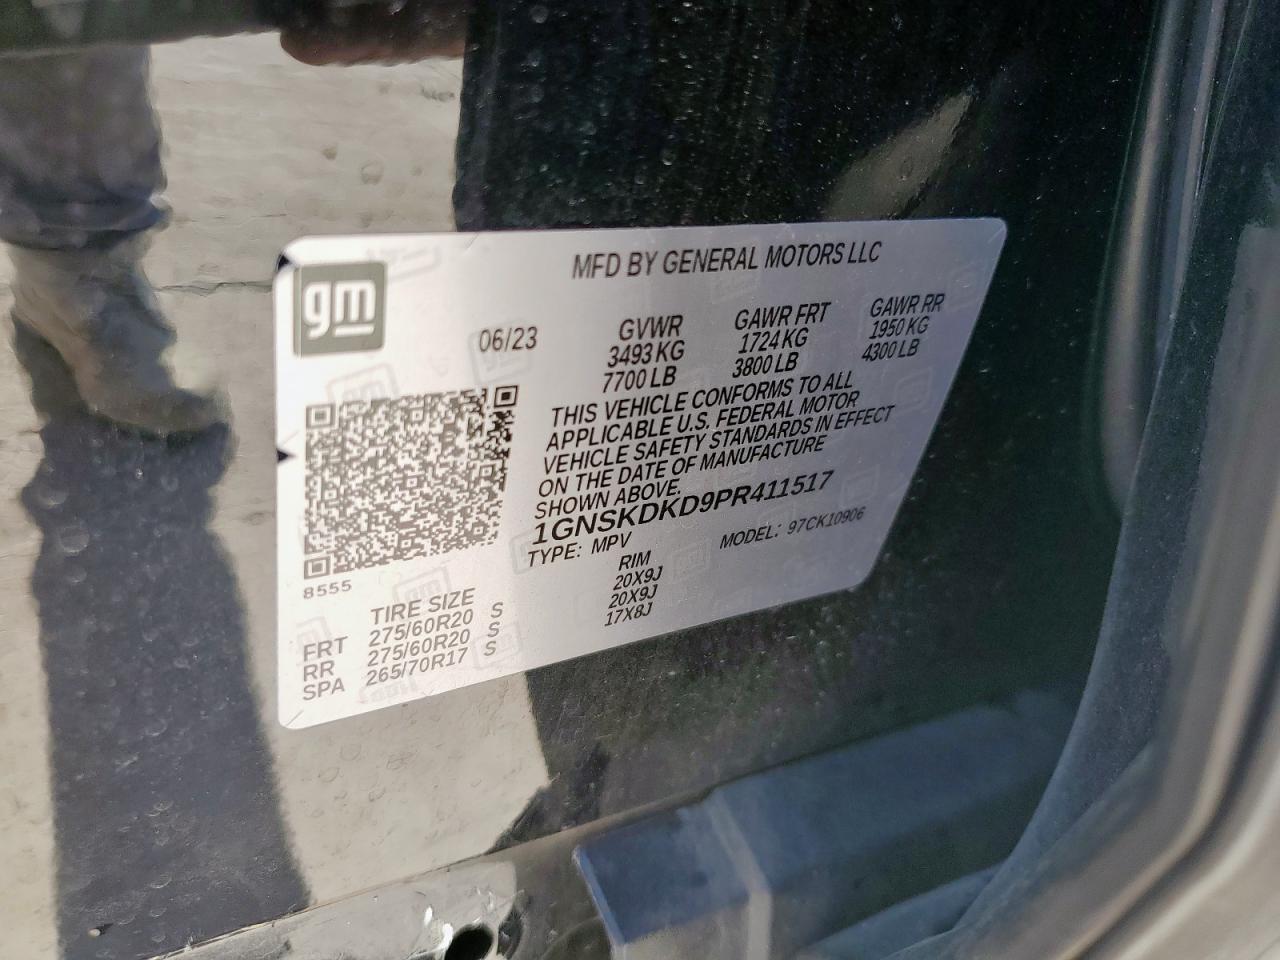 MFD BY GENERAL MOTORS LLC
gm
06/23
GVWR GAWR FRT GAWR RR
3493 KG 1724 KG 1950 KG
7700 LB 3800 LB 4300 LB
THIS VEHICLE CONFORMS TO ALL
APPLICABLE U.S. FEDERAL MOTOR
VEHICLE SAFETY STANDARDS IN EFFECT
ON THE DATE OF MANUFACTURE
SHOWN ABOVE.
1GNSKDKD9PR411517
TYPE: MPV MODEL: 97CK10906
8555
TIRE SIZE RIM
FRT 275/60R20 S 20X9J
RR 275/60R20 S 20X9J
SPA 265/70R17 S 17X8J